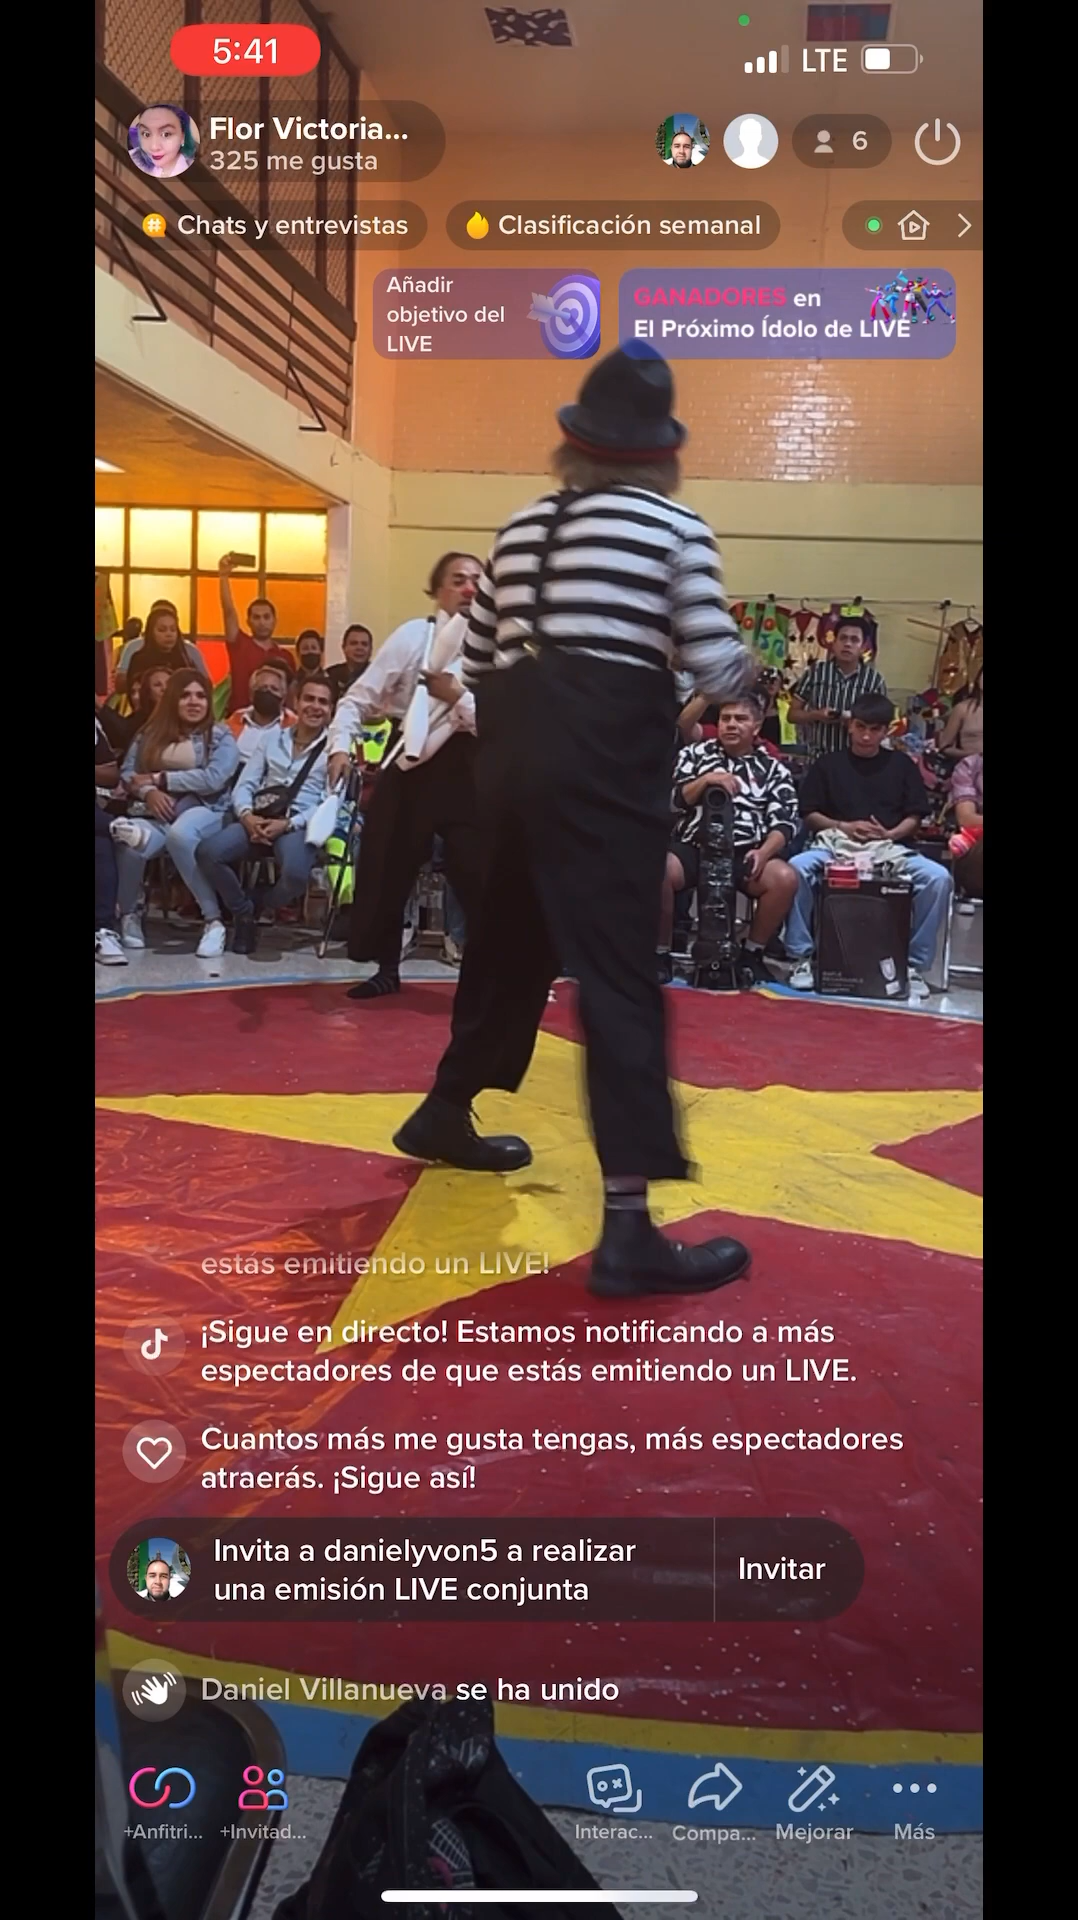 5:41
LTE
Flor Victoria...
325 me gusta
6
Chats y entrevistas
Clasificación semanal
Añadir
objetivo del
LIVE
GANADORES en
El Próximo Ídolo de LIVE
estás emitiendo un LIVE!
¡Sigue en directo! Estamos notificando a más
espectadores de que estás emitiendo un LIVE.
Cuantos más me gusta tengas, más espectadores
atraerás. ¡Sigue así!
Invita a danielyvon5 a realizar
una emisión LIVE conjunta
Invitar
Daniel Villanueva se ha unido
+Anfitri...
+Invitad...
Interac...
Compa...
Mejorar
Más